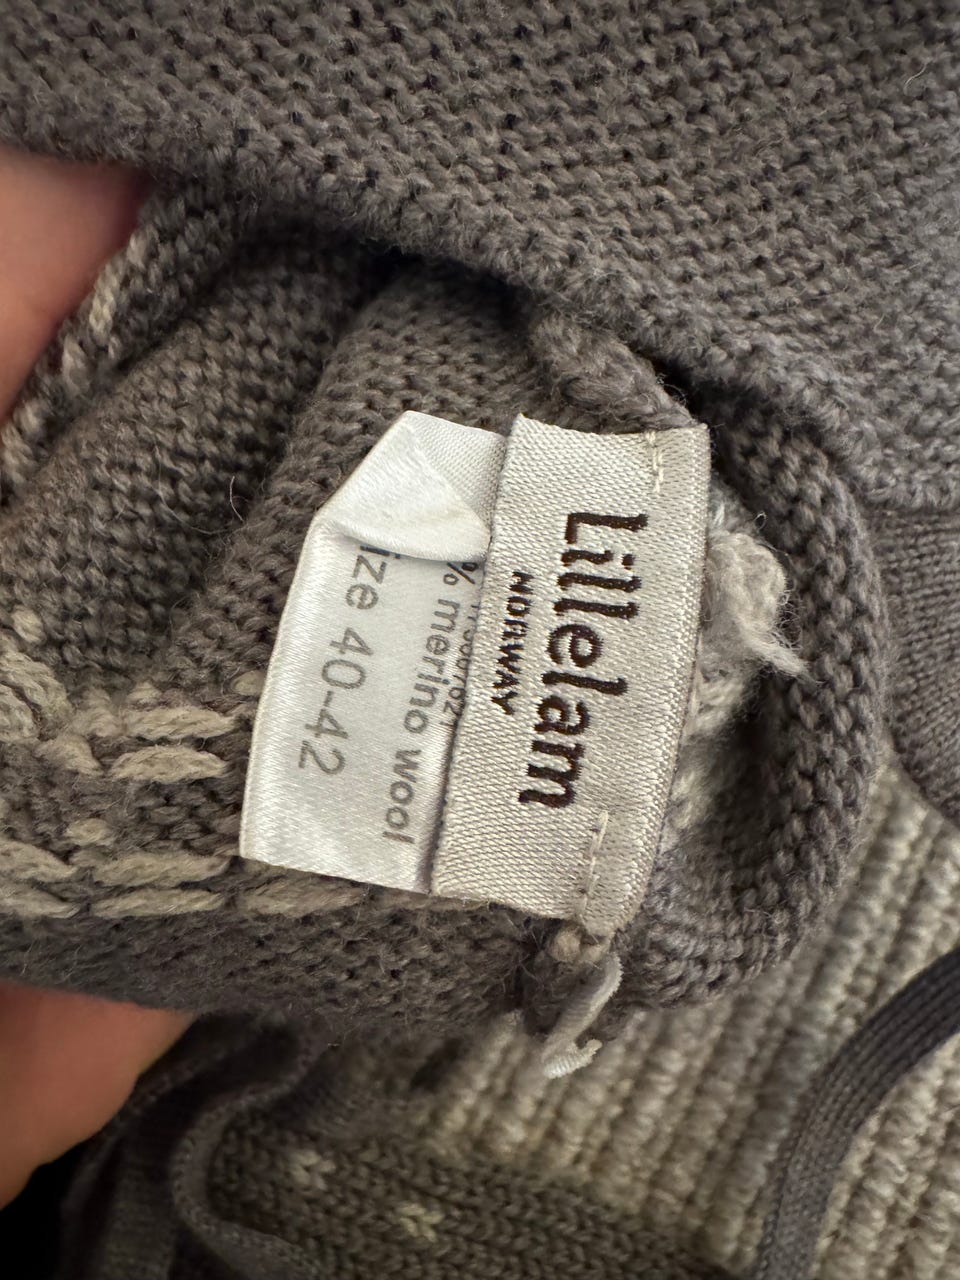 Lillelam
NORWAY
% merino wool
ize 40-42